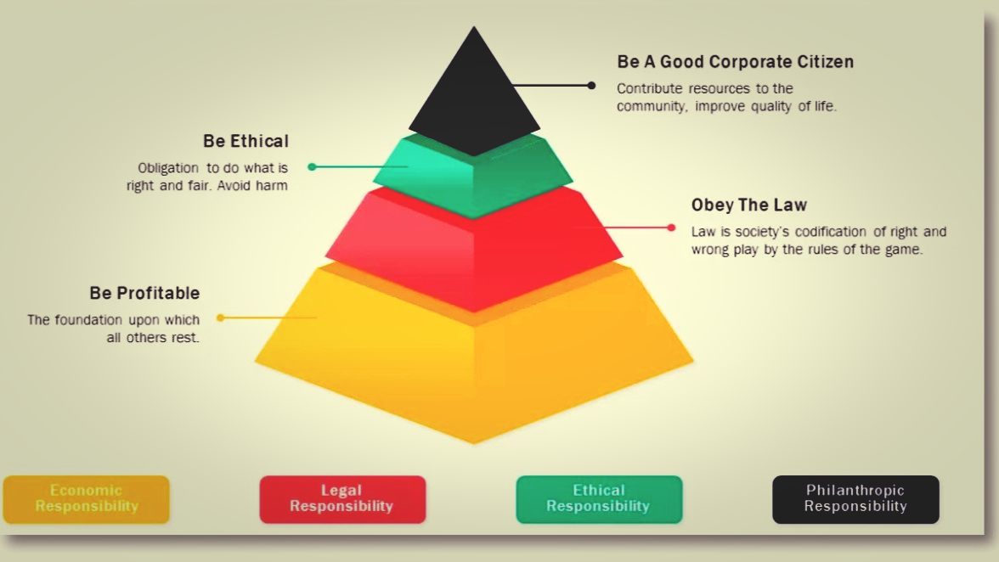 Be A Good Corporate Citizen
Contribute resources to the
community, improve quality of life.
Be Ethical
Obligation to do what is
right and fair. Avoid harm
Obey The Law
Law is society's codification of right and
wrong play by the rules of the game.
Be Profitable
The foundation upon which
all others rest.
Economic
Responsibility
Legal
Responsibility
Ethical
Responsibility
Philanthropic
Responsibility